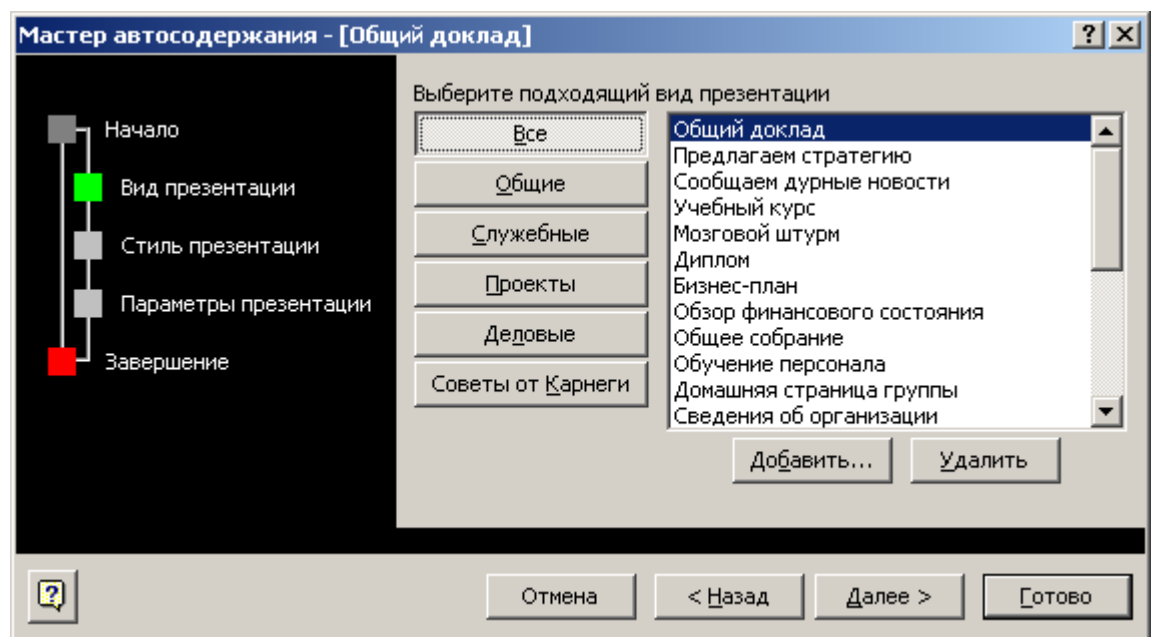 Мастер автосодержания - [Общий доклад]
Начало
Вид презентации
Стиль презентации
Параметры презентации
Завершение
Выберите подходящий вид презентации
Все
Общие
Служебные
Проекты
Деловые
Советы от Карнеги
Общий доклад
Предлагаем стратегию
Сообщаем дурные новости
Учебный курс
Мозговой штурм
Диплом
Бизнес-план
Обзор финансового состояния
Общее собрание
Обучение персонала
Домашняя страница группы
Сведения об организации
Добавить...
Удалить
Отмена
< Назад
Далее >
Готово